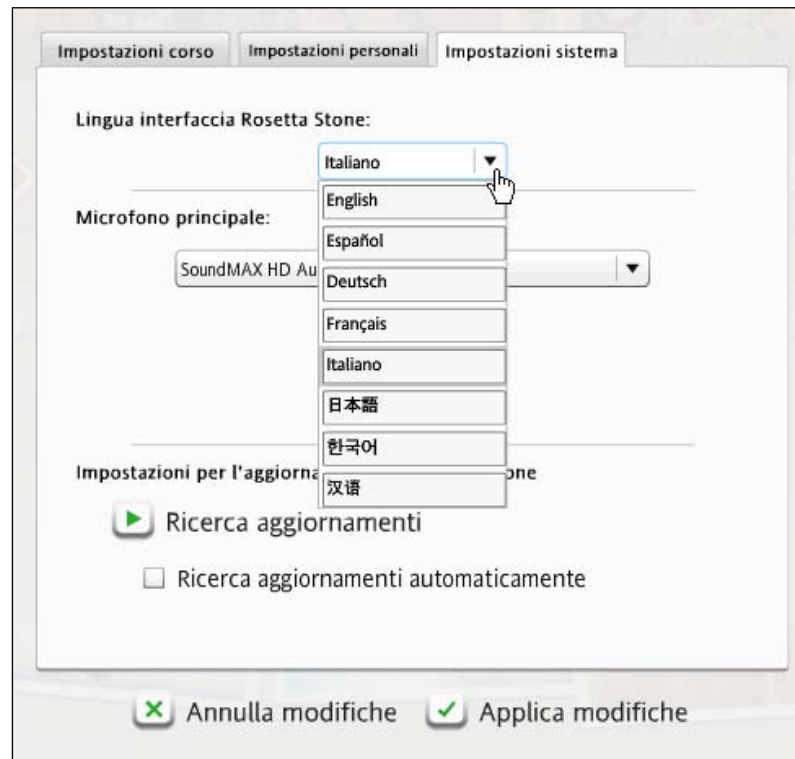 Impostazioni corso
Impostazioni personali
Impostazioni sistema
Lingua interfaccia Rosetta Stone:
Italiano
English
Español
Deutsch
Français
Italiano
日本語
한국어
汉语
Microfono principale:
SoundMAX HD Au
Impostazioni per l'aggiorna one
Ricerca aggiornamenti
Ricerca aggiornamenti automaticamente
Annulla modifiche
Applica modifiche